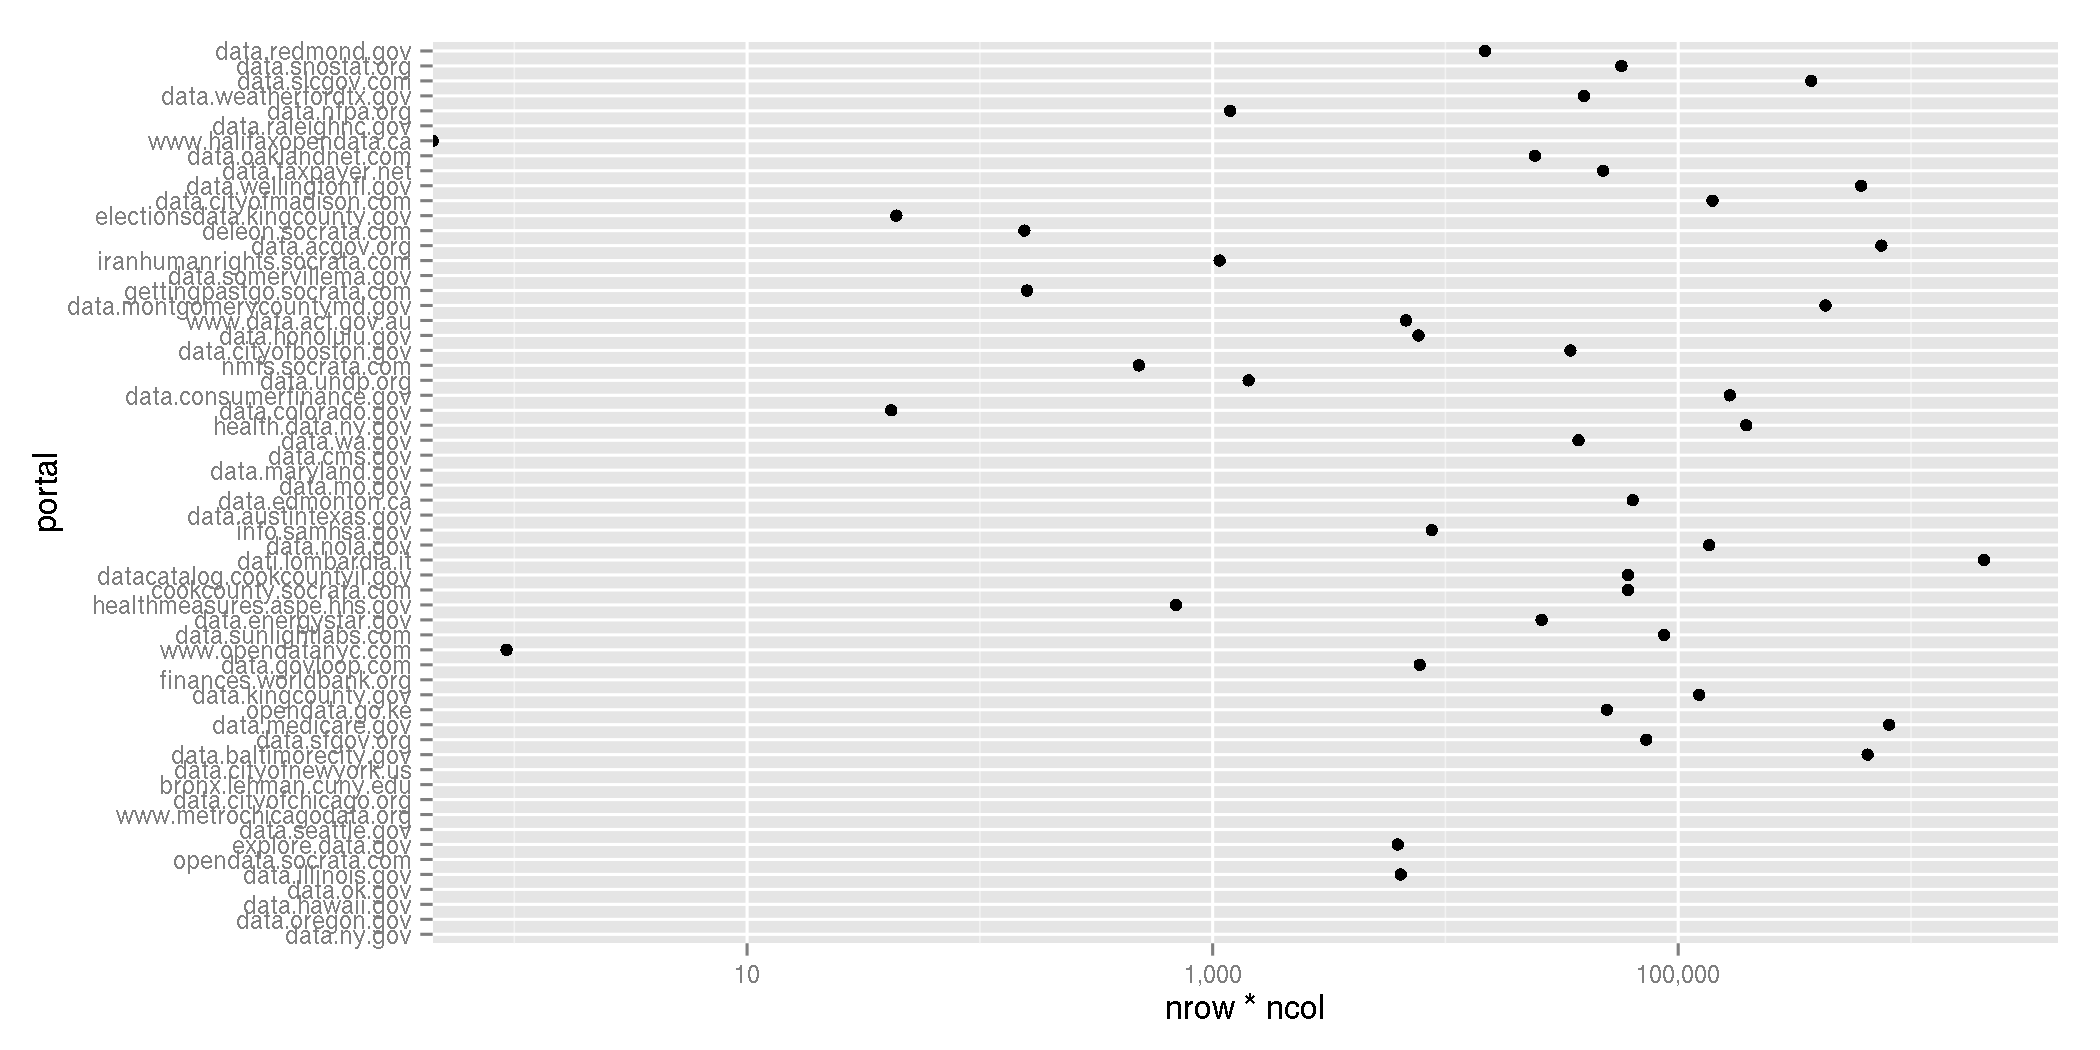 data.redmond.gov
data.snostat.org
data.slcgov.com
data.weatherfordtx.gov
data.nfpa.org
data.raleighnc.gov
www.halifaxopendata.ca
data.oaklandnet.com
data.taxpayer.net
data.wellingtonfl.gov
data.cityofmadison.com
electionsdata.kingcounty.gov
deleon.socrata.com
data.acgov.org
iranhumanrights.socrata.com
data.somervillema.gov
gettingpastgo.socrata.com
data.montgomerycountymd.gov
www.data.act.gov.au
data.honolulu.gov
data.cityofboston.gov
nmfs.socrata.com
data.undp.org
data.consumerfinance.gov
data.colorado.gov
health.data.ny.gov
data.wa.gov
data.cms.gov
data.maryland.gov
data.mo.gov
data.edmonton.ca
data.austintexas.gov
info.samhsa.gov
data.nola.gov
dati.lombardia.it
datacatalog.cookcountyil.gov
cookcounty.socrata.com
healthmeasures.aspe.hhs.gov
data.energystar.gov
data.sunlightlabs.com
www.opendatanyc.com
data.govloop.com
finances.worldbank.org
data.kingcounty.gov
opendata.go.ke
data.medicare.gov
data.sfgov.org
data.baltimorecity.gov
data.cityofnewyork.us
bronx.lehman.cuny.edu
data.cityofchicago.org
www.metrochicagodata.org
data.seattle.gov
explore.data.gov
opendata.socrata.com
data.illinois.gov
data.ok.gov
data.hawaii.gov
data.oregon.gov
data.ny.gov
portal
10
1,000
100,000
nrow * ncol